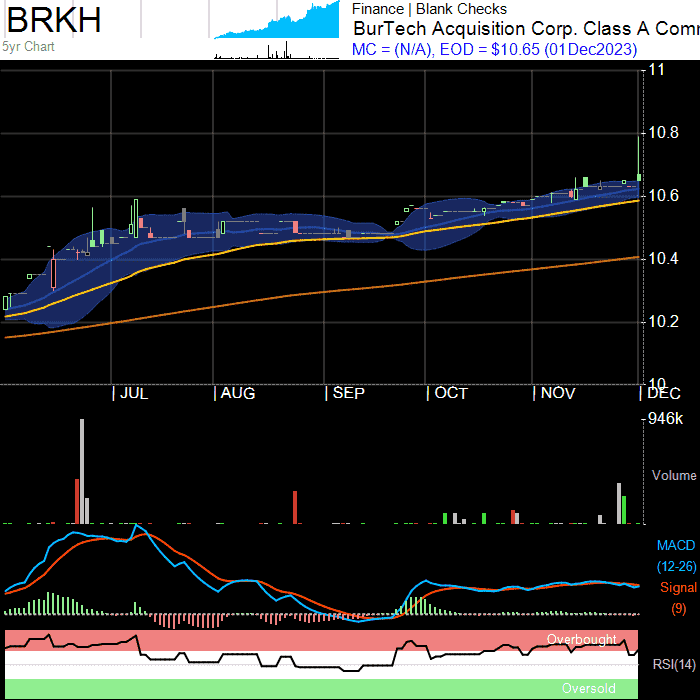 BRKH
5yr Chart
Finance | Blank Checks
BurTech Acquisition Corp. Class A Comm
MC = (N/A), EOD = $10.65 (01Dec2023)
11
10.8
10.6
10.4
10.2
10
JUL AUG SEP OCT NOV DEC
946k
Volume
MACD
(12-26)
Signal
(9)
Overbought
RSI(14)
Oversold